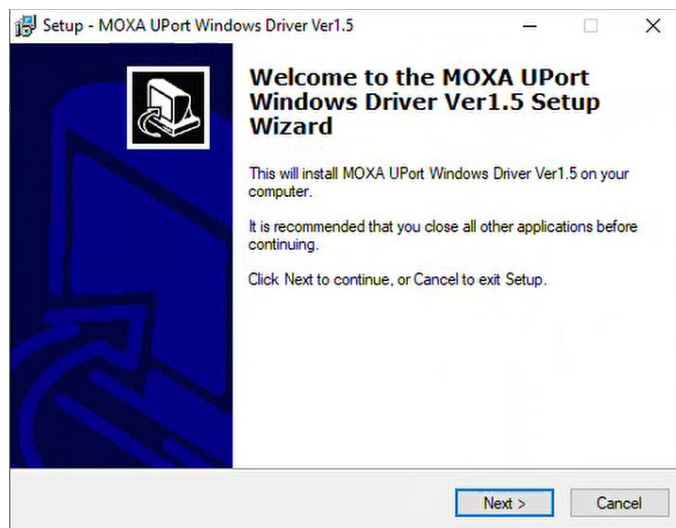 Setup - MOXA UPort Windows Driver Ver1.5
Welcome to the MOXA UPort
Windows Driver Ver1.5 Setup
Wizard
This will install MOXA UPort Windows Driver Ver1.5 on your
computer.
It is recommended that you close all other applications before
continuing.
Click Next to continue, or Cancel to exit Setup.
Next >
Cancel